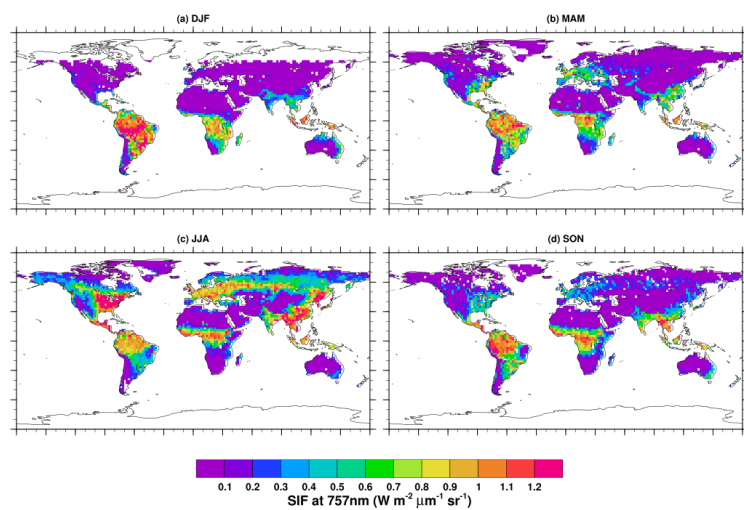 (a) DJF
(b) MAM
(c) JJA
(d) SON
0.1 0.2 0.3 0.4 0.5 0.6 0.7 0.8 0.9 1 1.1 1.2
SIF at 757nm (W m⁻² μm⁻¹ sr⁻¹)